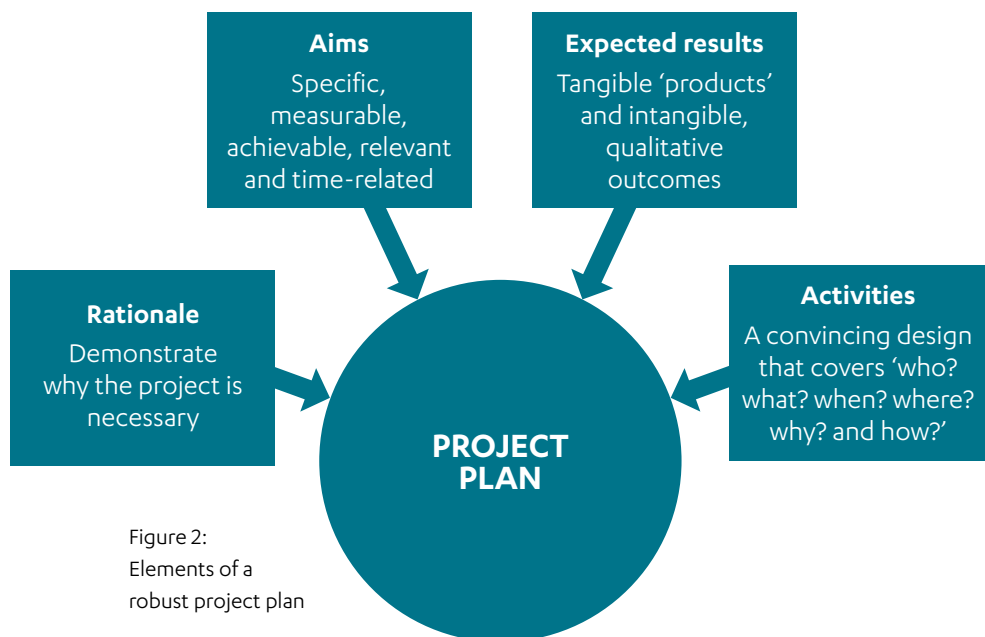 Aims
Specific,
measurable,
achievable, relevant
and time-related
Expected results
Tangible ‘products’
and intangible,
qualitative
outcomes
Rationale
Demonstrate
why the project is
necessary
Activities
A convincing design
that covers ‘who?
what? when? where?
why? and how?’
PROJECT
PLAN
Figure 2:
Elements of a
robust project plan